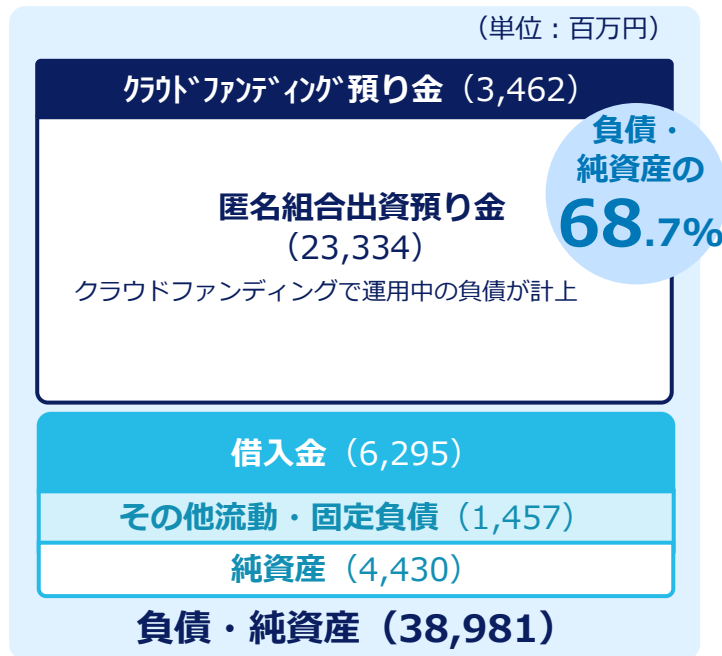 （単位：百万円）
ｸﾗｳﾄﾞﾌｧﾝﾃﾞｨﾝｸﾞ預り金（3,462）
負債・
純資産の
68.7%
匿名組合出資預り金
（23,334）
クラウドファンディングで運用中の負債が計上
借入金（6,295）
その他流動・固定負債（1,457）
純資産（4,430）
負債・純資産（38,981）